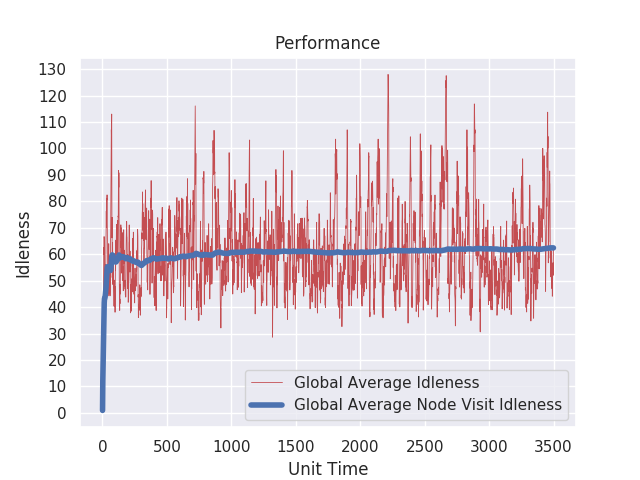 Performance
130
120
110
100
90
80
70
60
50
40
30
20
10
0
Idleness
Global Average Idleness
Global Average Node Visit Idleness
0 500 1000 1500 2000 2500 3000 3500
Unit Time